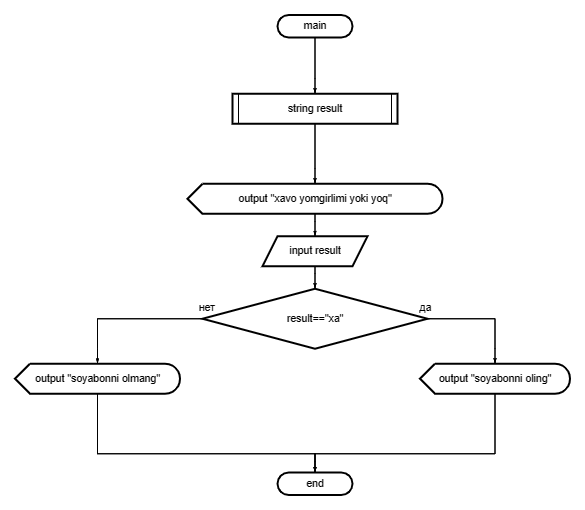 main
string result
output "xavo yomgirlimi yoki yoq"
input result
нет
да
result=="xa"
output "soyabonni olmang"
output "soyabonni oling"
end